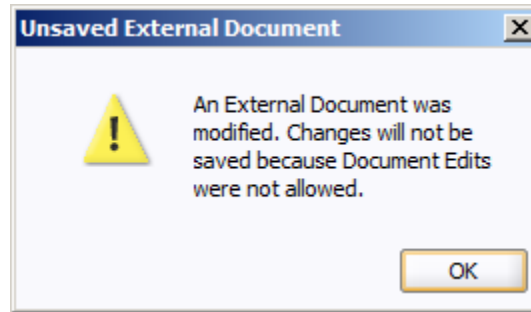 Unsaved External Document
An External Document was
modified. Changes will not be
saved because Document Edits
were not allowed.
OK